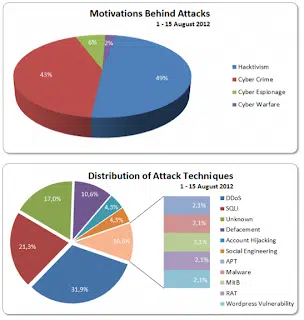 Motivations Behind Attacks
1 - 15 August 2012
6%
2%
43%
49%
Hacktivism
Cyber Crime
Cyber Espionage
Cyber Warfare
Distribution of Attack Techniques
1 - 15 August 2012
17,0%
10,6%
4,3%
4,3%
10,6%
21,3%
31,9%
2,1%
2,1%
2,1%
2,1%
2,1%
DDoS
SQLi
Unknown
Defacement
Account Hijacking
Social Engineering
APT
Malware
MitB
RAT
Wordpress Vulnerability